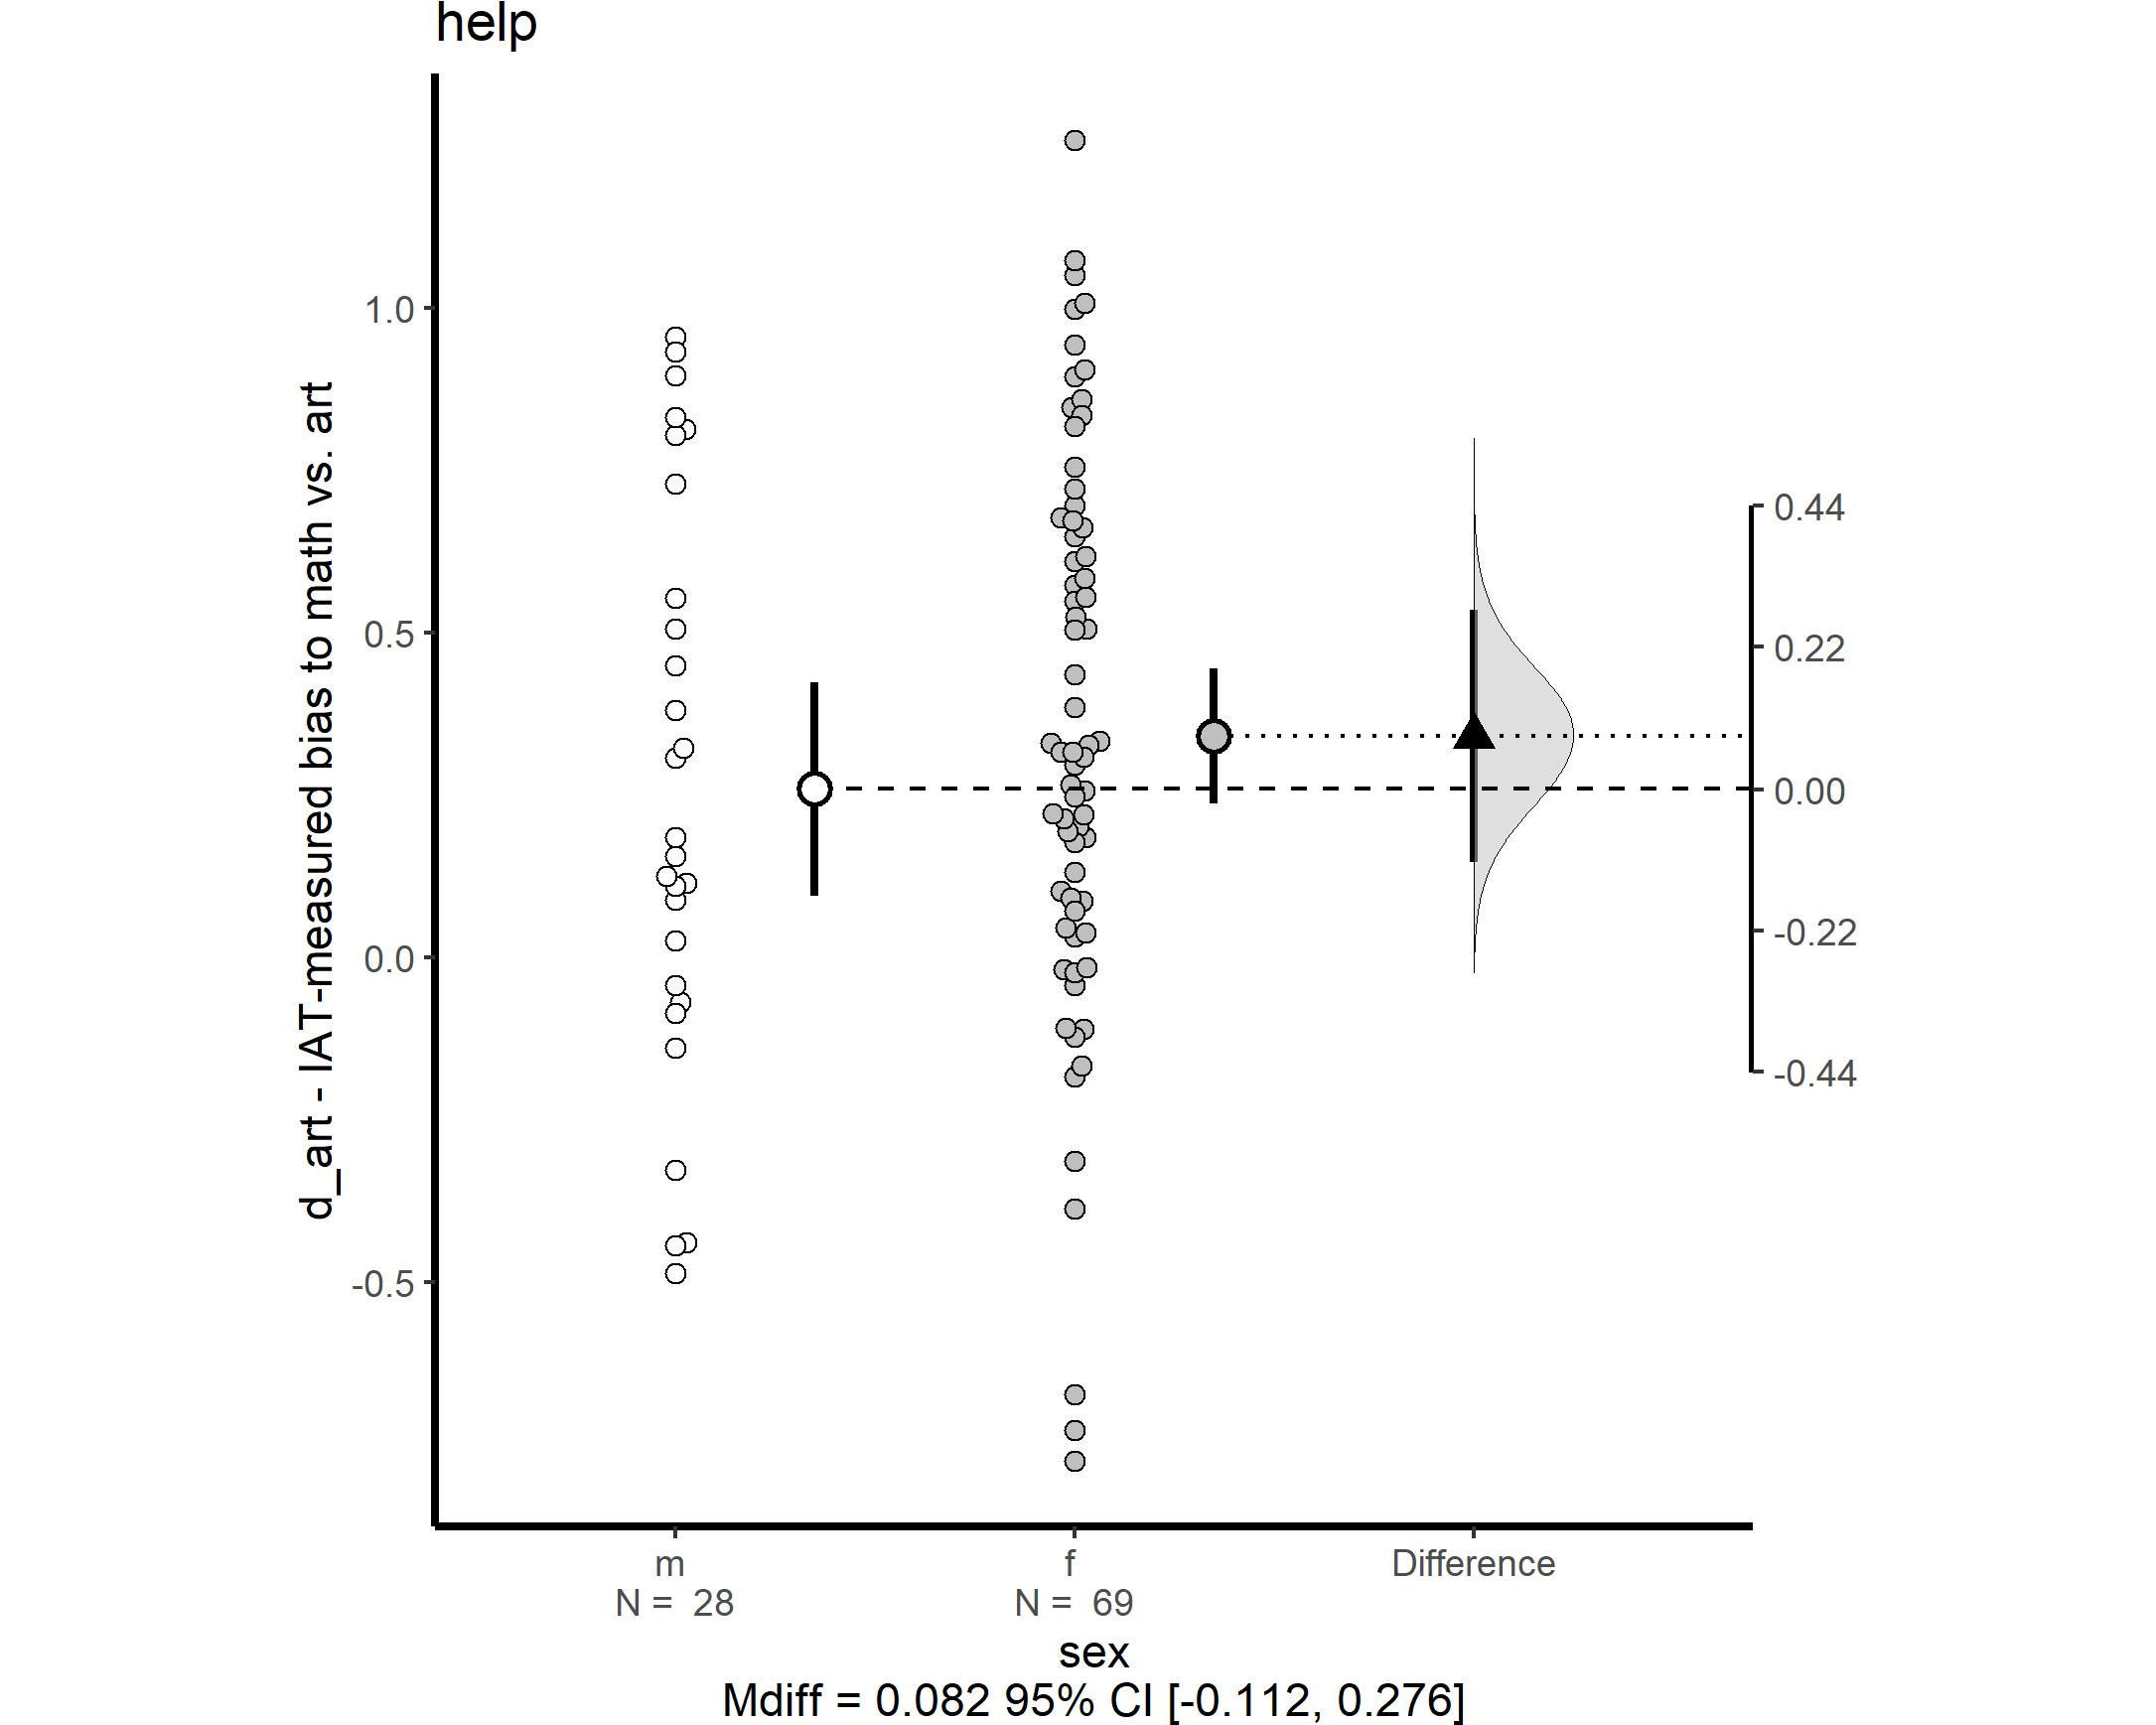 help
d_art - IAT-measured bias to math vs. art
1.0
0.5
0.0
-0.5
0.44
0.22
0.00
-0.22
-0.44
m
N =  28
f
N =  69
Difference
sex
Mdiff = 0.082 95% CI [-0.112, 0.276]